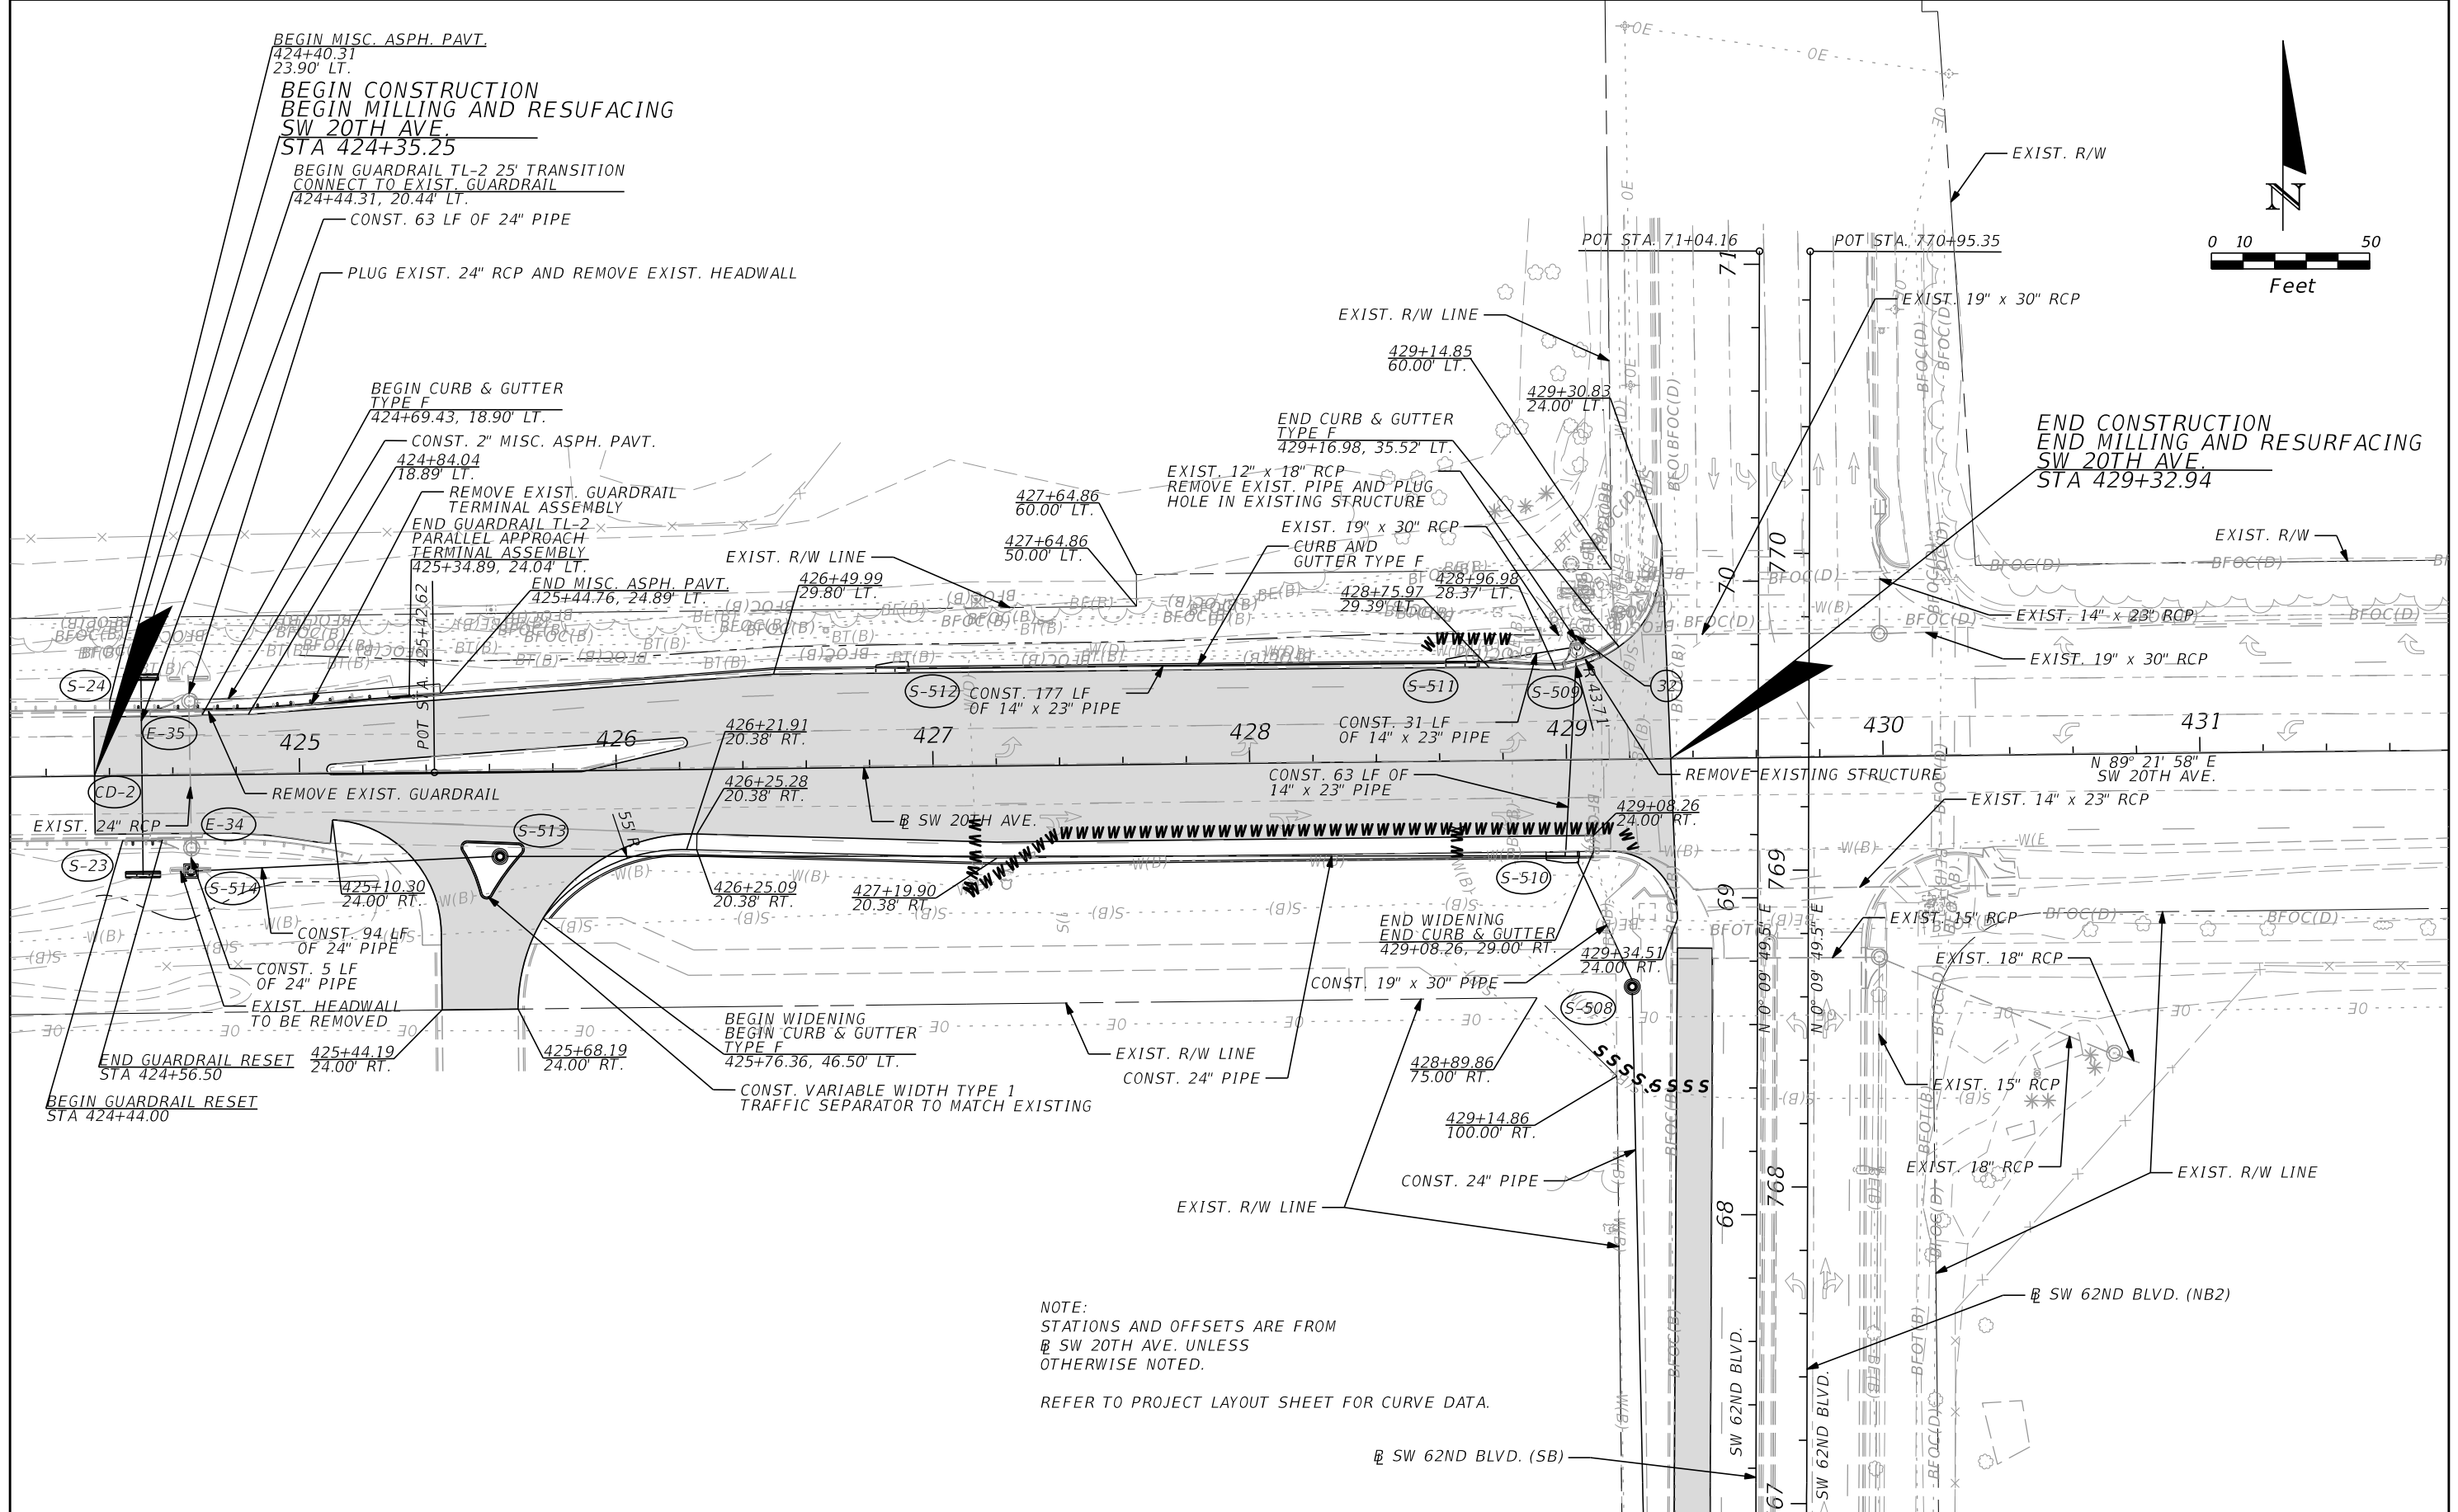 BEGIN MISC. ASPH. PAVT.
424+40.31
23.90' LT.
BEGIN CONSTRUCTION
BEGIN MILLING AND RESUFACING
SW 20TH AVE.
STA 424+35.25
BEGIN GUARDRAIL TL-2 25' TRANSITION
CONNECT TO EXIST. GUARDRAIL
424+44.31, 20.44' LT.
CONST. 63 LF OF 24" PIPE
PLUG EXIST. 24" RCP AND REMOVE EXIST. HEADWALL
BEGIN CURB & GUTTER
TYPE F
424+69.43, 18.90' LT.
CONST. 2" MISC. ASPH. PAVT.
424+84.04
18.89' LT.
REMOVE EXIST. GUARDRAIL
TERMINAL ASSEMBLY
END GUARDRAIL TL-2
PARALLEL APPROACH
TERMINAL ASSEMBLY
425+34.89, 24.04' LT.
END MISC. ASPH. PAVT.
425+44.76, 24.89' LT.
POT STA. 425+42.62
EXIST. R/W LINE
426+49.99
29.80' LT.
427+64.86
60.00' LT.
427+64.86
50.00' LT.
EXIST. R/W LINE
429+14.85
60.00' LT.
429+30.83
24.00' LT.
END CURB & GUTTER
TYPE F
429+16.98, 35.52' LT.
EXIST. 12" x 18" RCP
REMOVE EXIST. PIPE AND PLUG
HOLE IN EXISTING STRUCTURE
EXIST. 19" x 30" RCP
CURB AND
GUTTER TYPE F
428+96.98
28.37' LT.
428+75.97
29.39' LT.
POT STA. 71+04.16
POT STA. 770+95.35
EXIST. R/W
N
0 10 50
Feet
EXIST. 19" x 30" RCP
END CONSTRUCTION
END MILLING AND RESURFACING
SW 20TH AVE.
STA 429+32.94
EXIST. R/W
EXIST. 14" x 23" RCP
EXIST. 19" x 30" RCP
71
70
770
69
769
68
768
67
S-24
E-35
CD-2
E-34
S-23
S-514
S-513
S-512
S-511
S-509
32
S-510
S-508
425
426
427
428
429
430
431
CONST. 177 LF
OF 14" x 23" PIPE
CONST. 31 LF
OF 14" x 23" PIPE
R 43.71'
426+21.91
20.38' RT.
426+25.28
20.38' RT.
CONST. 63 LF OF
14" x 23" PIPE
REMOVE EXISTING STRUCTURE
N 89° 21' 58" E
SW 20TH AVE.
REMOVE EXIST. GUARDRAIL
EXIST. 24" RCP
55' R
BL SW 20TH AVE.
429+08.26
24.00' RT.
EXIST. 14" x 23" RCP
425+10.30
24.00' RT.
426+25.09
20.38' RT.
427+19.90
20.38' RT.
END WIDENING
END CURB & GUTTER
429+08.26, 29.00' RT.
429+34.51
24.00' RT.
N 0° 09' 49.5" E
N 0° 09' 49.5" E
EXIST. 15" RCP
EXIST. 18" RCP
CONST. 94 LF
OF 24" PIPE
CONST. 5 LF
OF 24" PIPE
EXIST. HEADWALL
TO BE REMOVED
CONST. 19" x 30" PIPE
END GUARDRAIL RESET
STA 424+56.50
BEGIN GUARDRAIL RESET
STA 424+44.00
425+44.19
24.00' RT.
425+68.19
24.00' RT.
BEGIN WIDENING
BEGIN CURB & GUTTER
TYPE F
425+76.36, 46.50' LT.
CONST. VARIABLE WIDTH TYPE 1
TRAFFIC SEPARATOR TO MATCH EXISTING
EXIST. R/W LINE
CONST. 24" PIPE
428+89.86
75.00' RT.
429+14.86
100.00' RT.
CONST. 24" PIPE
EXIST. R/W LINE
EXIST. 15" RCP
EXIST. 18" RCP
EXIST. R/W LINE
BL SW 62ND BLVD. (NB2)
NOTE:
STATIONS AND OFFSETS ARE FROM
BL SW 20TH AVE. UNLESS
OTHERWISE NOTED.
REFER TO PROJECT LAYOUT SHEET FOR CURVE DATA.
BL SW 62ND BLVD. (SB)
SW 62ND BLVD.
SW 62ND BLVD.